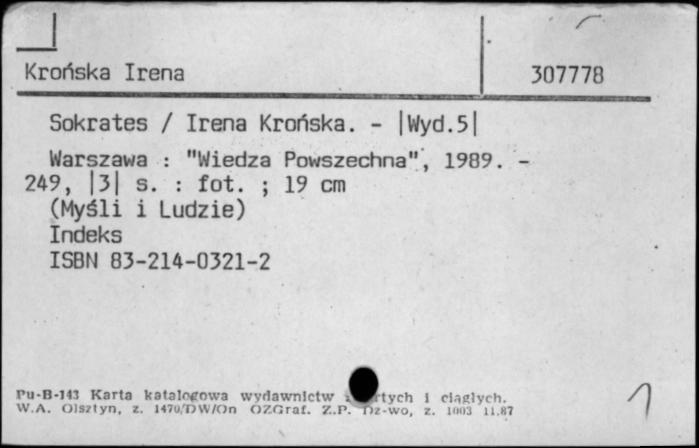 Krońska Irena 307778
Sokrates / Irena Krońska. - |Wyd.5|
Warszawa : "Wiedza Powszechna", 1989. -
249, |3| s. : fot. ; 19 cm
(Myśli i Ludzie)
Indeks
ISBN 83-214-0321-2
Pu-B-143 Karta katalogowa wydawnictw rtych i ciągłych.
W.A. Olsztyn, z. 1470/DW/On OZGraf. Z.P. Dz-wo, z. 1003 11.87
1